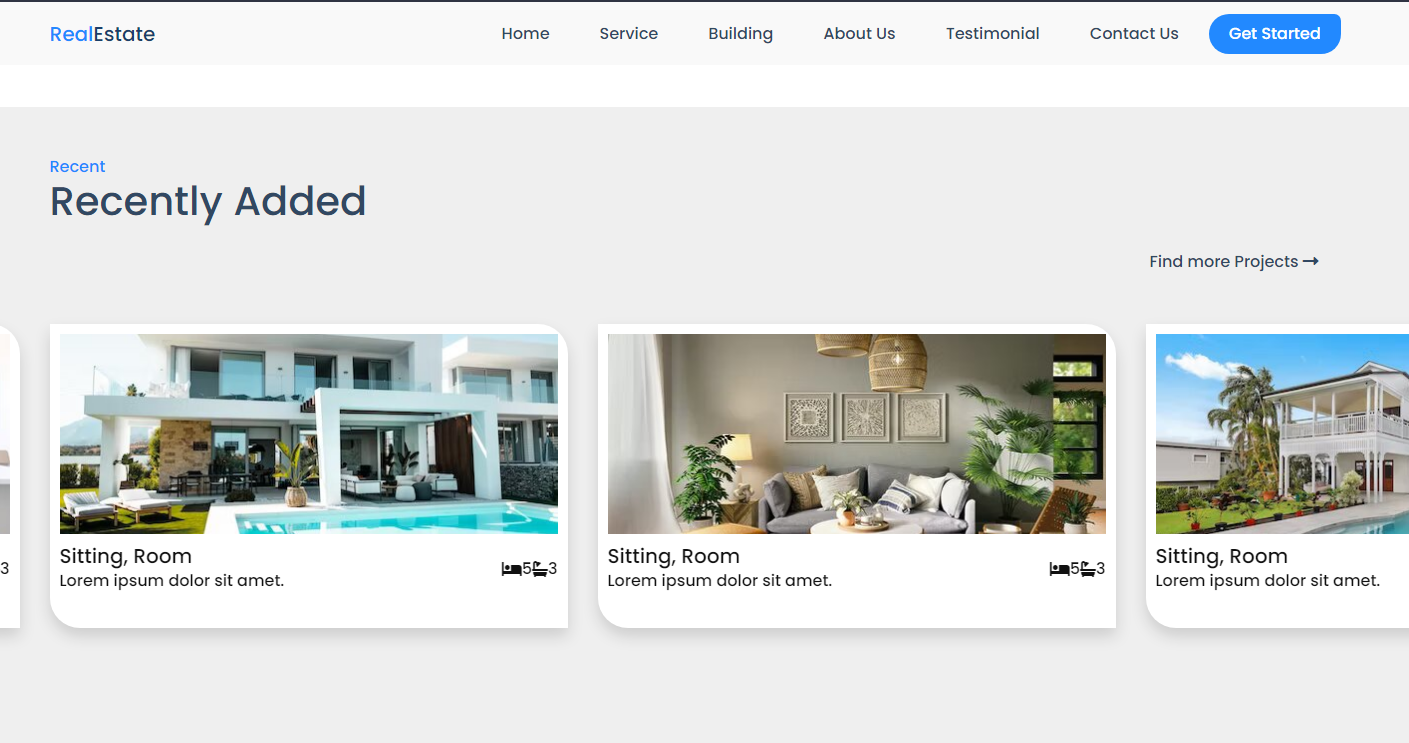 RealEstate
Home Service Building About Us Testimonial Contact Us Get Started
Recent
Recently Added
Find more Projects
3
Sitting, Room
Lorem ipsum dolor sit amet.
5 3
Sitting, Room
Lorem ipsum dolor sit amet.
5 3
Sitting, Room
Lorem ipsum dolor sit amet.